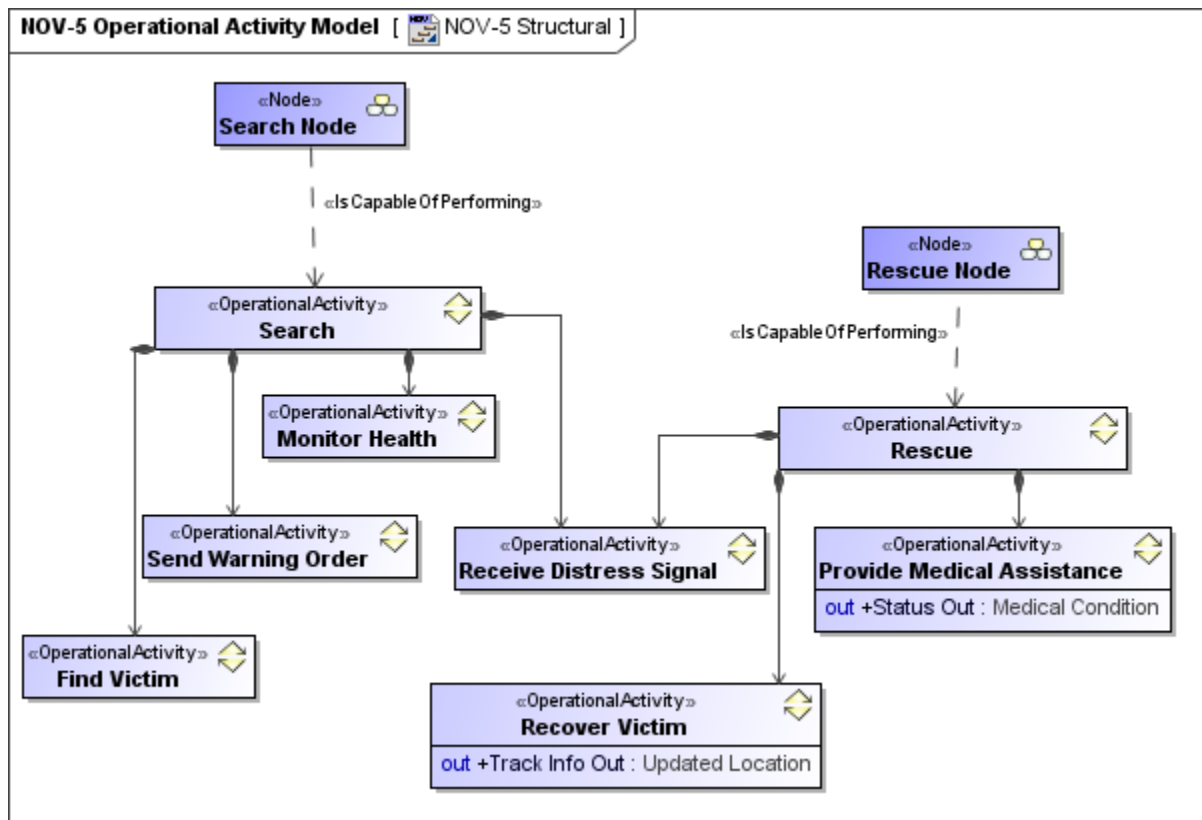 NOV-5 Operational Activity Model [ NOV-5 Structural ]
«Node»
Search Node
«Is Capable Of Performing»
«Node»
Rescue Node
«OperationalActivity»
Search
«Is Capable Of Performing»
«OperationalActivity»
Monitor Health
«OperationalActivity»
Rescue
«OperationalActivity»
Send Warning Order
«OperationalActivity»
Receive Distress Signal
«OperationalActivity»
Provide Medical Assistance
out +Status Out : Medical Condition
«OperationalActivity»
Find Victim
«OperationalActivity»
Recover Victim
out +Track Info Out : Updated Location